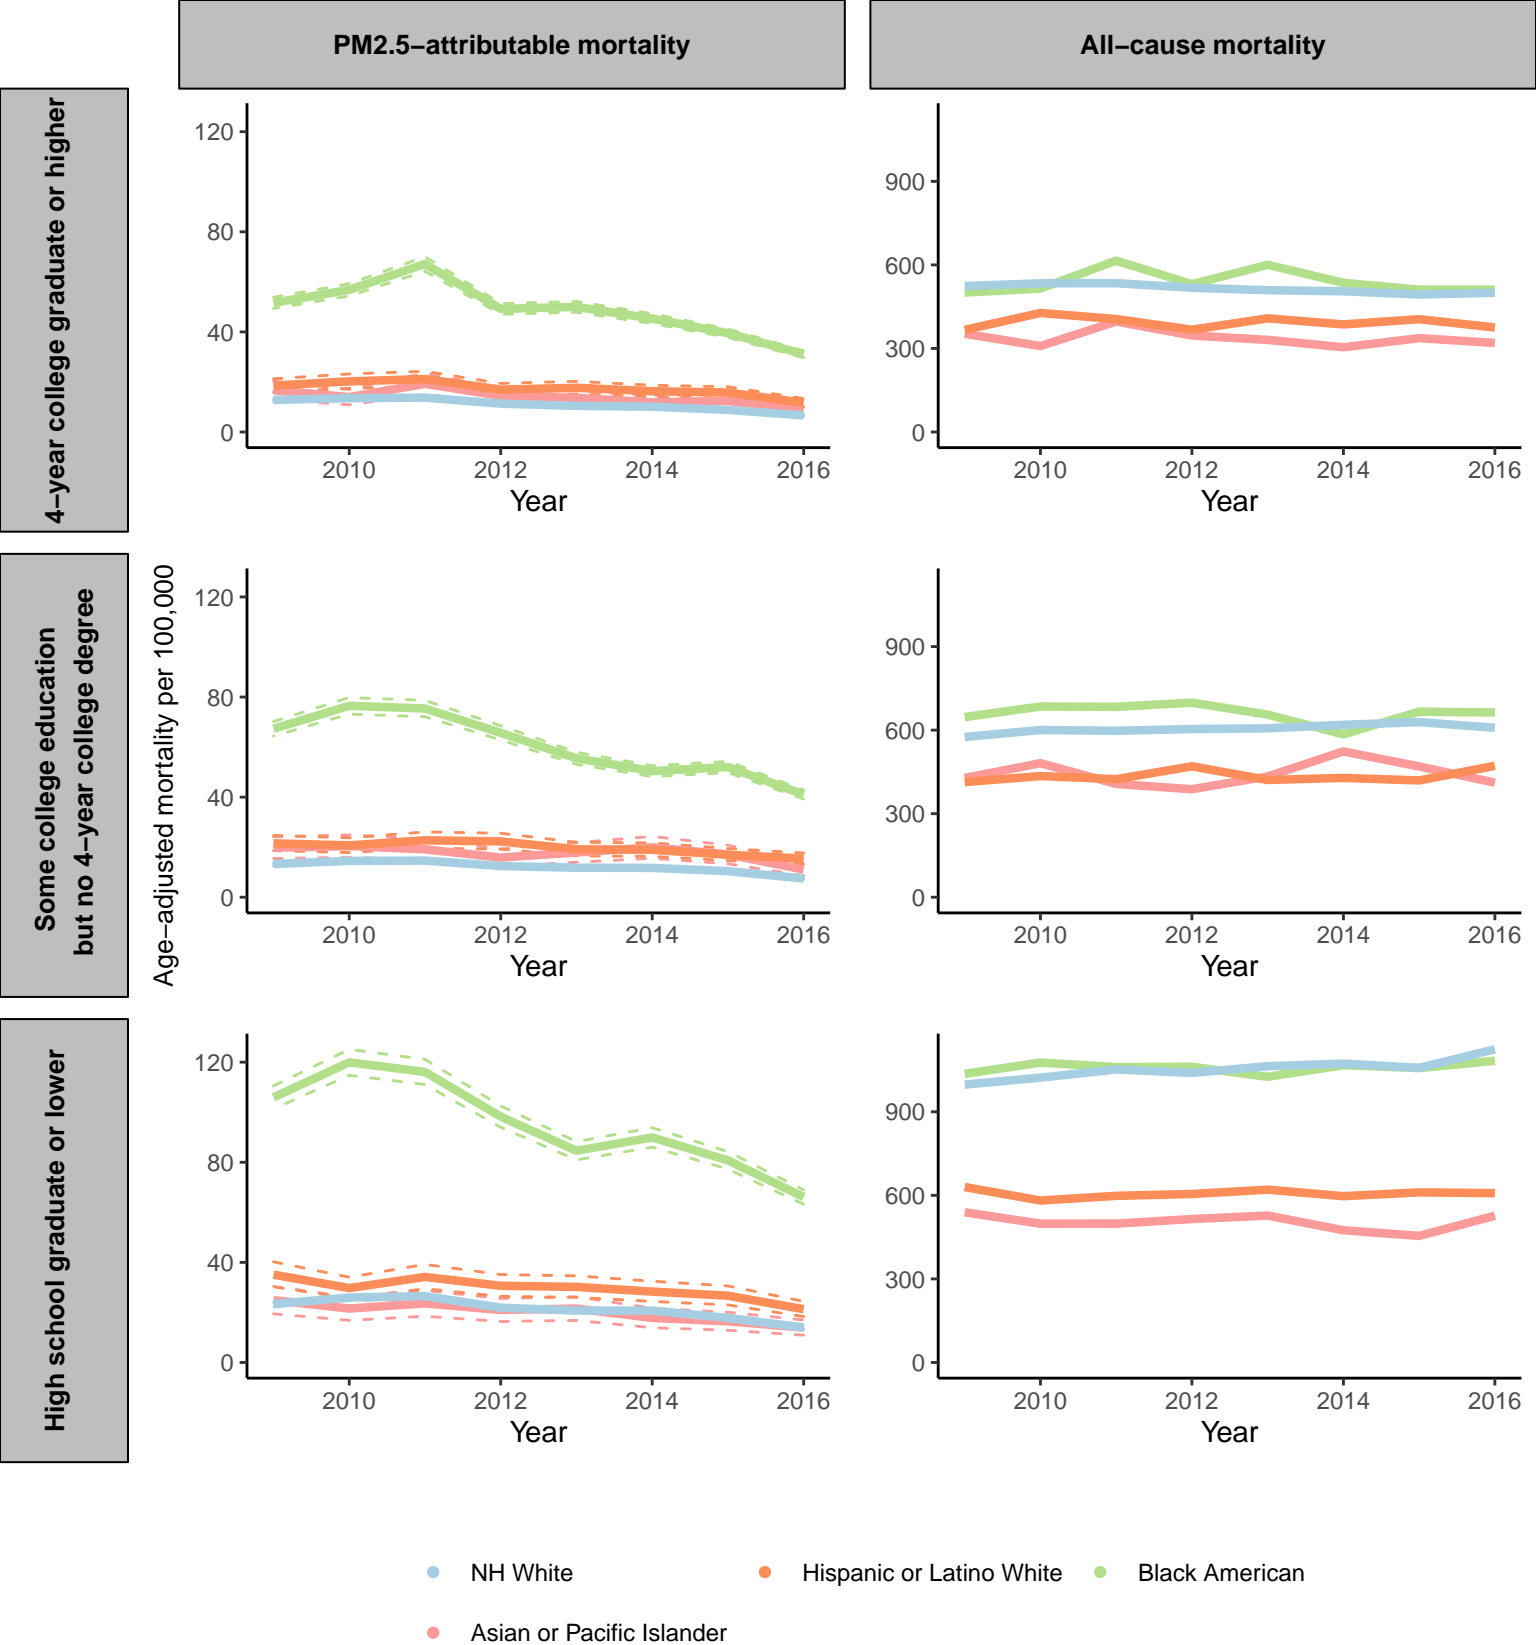 PM2.5−attributable mortality
All−cause mortality
4−year college graduate or higher
120
80
40
0
2010 2012 2014 2016
Year
900
600
300
0
2010 2012 2014 2016
Year
Some college education
but no 4−year college degree
Age−adjusted mortality per 100,000
120
80
40
0
2010 2012 2014 2016
Year
900
600
300
0
2010 2012 2014 2016
Year
High school graduate or lower
120
80
40
0
2010 2012 2014 2016
Year
900
600
300
0
2010 2012 2014 2016
Year
NH White
Hispanic or Latino White
Black American
Asian or Pacific Islander